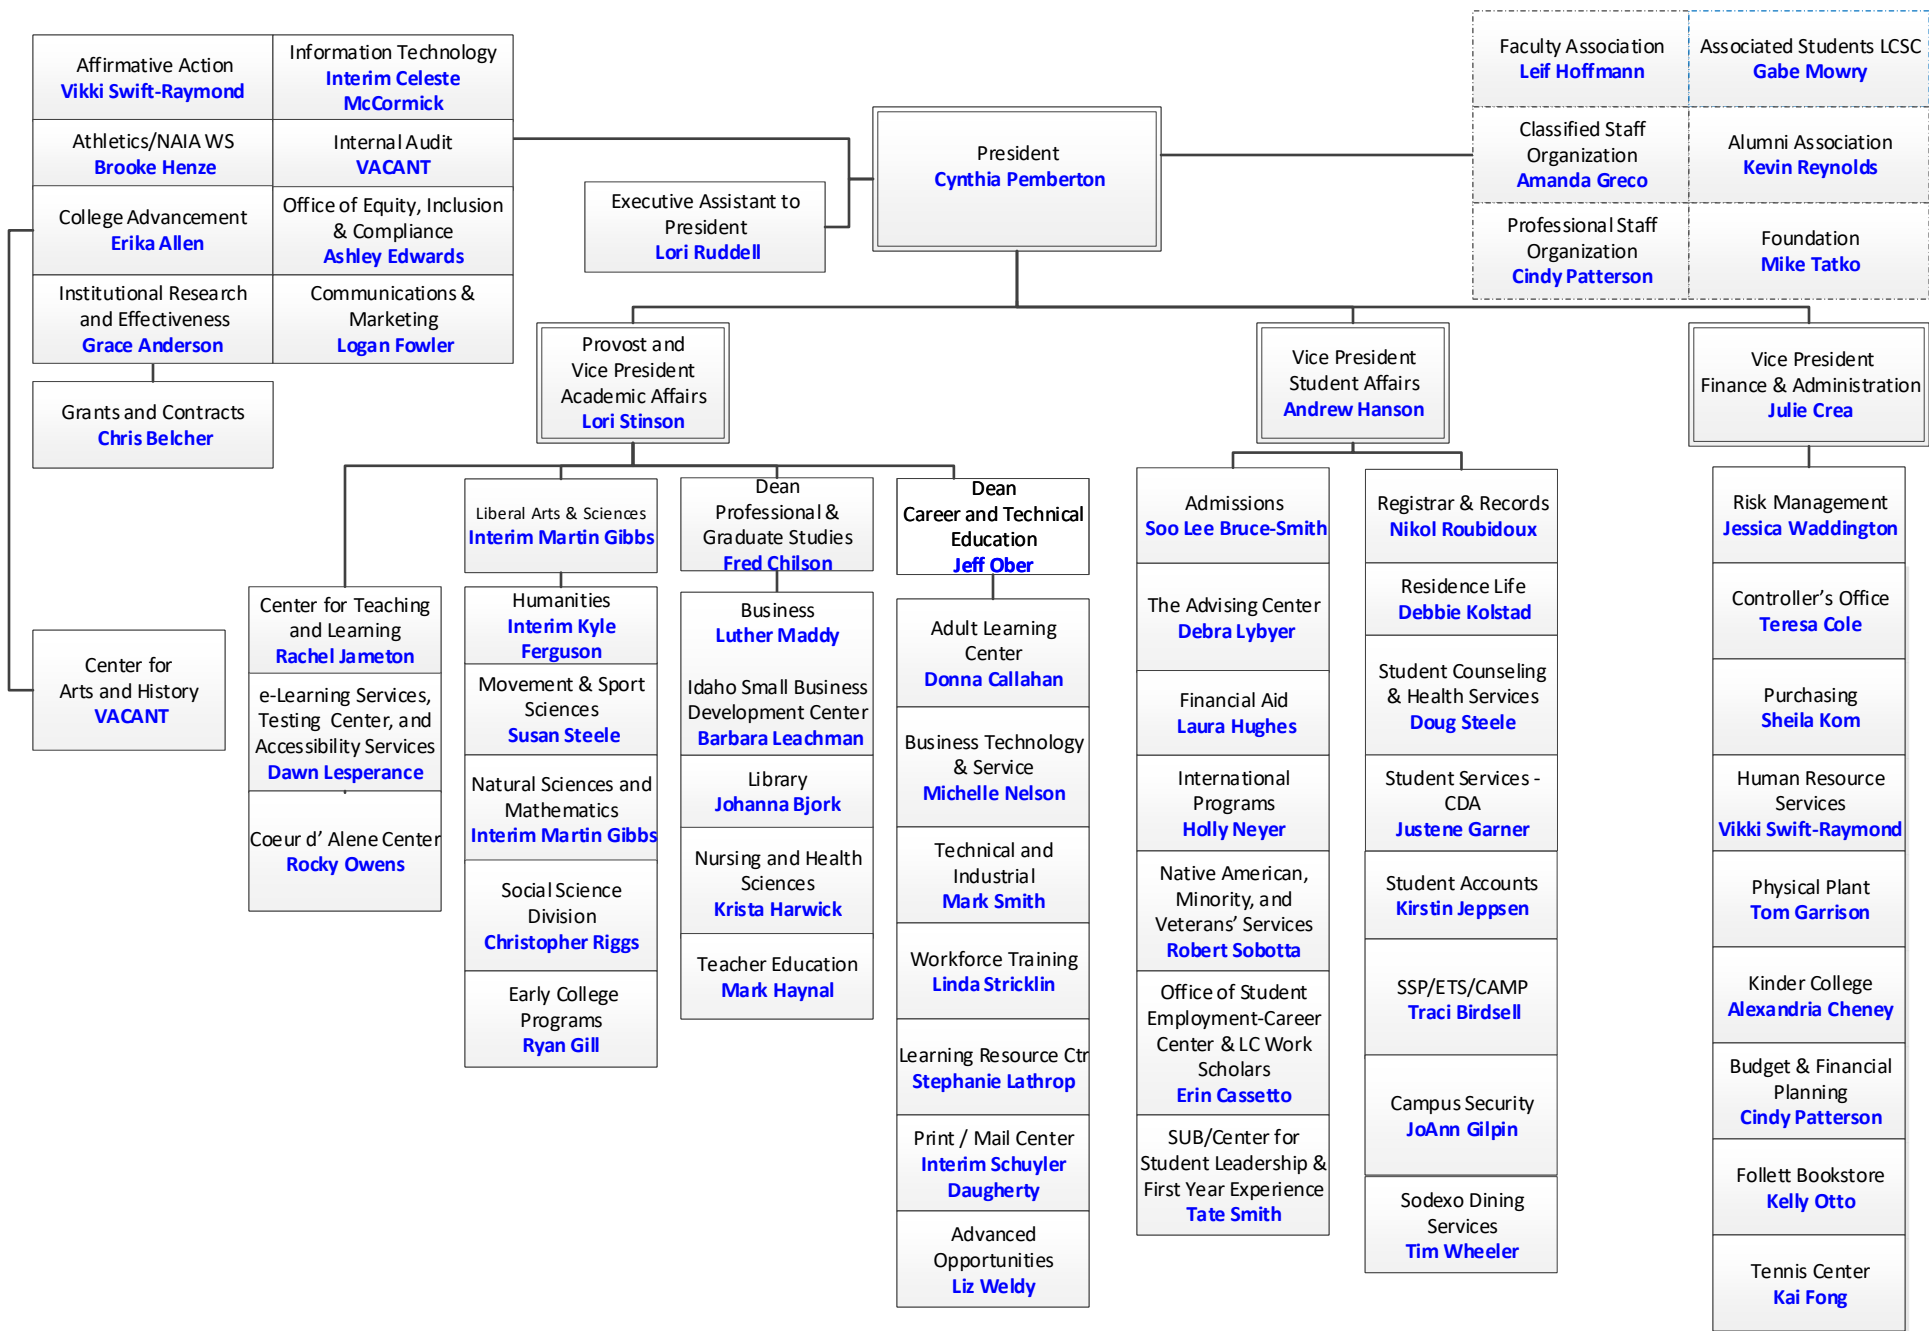 Affirmative Action
Vikki Swift-Raymond
Information Technology
Interim Celeste
McCormick
Athletics/NAIA WS
Brooke Henze
Internal Audit
VACANT
College Advancement
Erika Allen
Office of Equity, Inclusion
& Compliance
Ashley Edwards
Institutional Research
and Effectiveness
Grace Anderson
Communications &
Marketing
Logan Fowler
Grants and Contracts
Chris Belcher
Center for
Arts and History
VACANT
President
Cynthia Pemberton
Executive Assistant to
President
Lori Ruddell
Faculty Association
Leif Hoffmann
Associated Students LCSC
Gabe Mowry
Classified Staff
Organization
Amanda Greco
Alumni Association
Kevin Reynolds
Professional Staff
Organization
Cindy Patterson
Foundation
Mike Tatko
Provost and
Vice President
Academic Affairs
Lori Stinson
Vice President
Student Affairs
Andrew Hanson
Vice President
Finance & Administration
Julie Crea
Center for Teaching
and Learning
Rachel Jameton
e-Learning Services,
Testing Center, and
Accessibility Services
Dawn Lesperance
Coeur d' Alene Center
Rocky Owens
Liberal Arts & Sciences
Interim Martin Gibbs
Humanities
Interim Kyle
Ferguson
Movement & Sport
Sciences
Susan Steele
Natural Sciences and
Mathematics
Interim Martin Gibbs
Social Science
Division
Christopher Riggs
Early College
Programs
Ryan Gill
Dean
Professional &
Graduate Studies
Fred Chilson
Business
Luther Maddy
Idaho Small Business
Development Center
Barbara Leachman
Library
Johanna Bjork
Nursing and Health
Sciences
Krista Harwick
Teacher Education
Mark Haynal
Dean
Career and Technical
Education
Jeff Ober
Adult Learning
Center
Donna Callahan
Business Technology
& Service
Michelle Nelson
Technical and
Industrial
Mark Smith
Workforce Training
Linda Stricklin
Learning Resource Ctr
Stephanie Lathrop
Print / Mail Center
Interim Schuyler
Daugherty
Advanced
Opportunities
Liz Weldy
Admissions
Soo Lee Bruce-Smith
The Advising Center
Debra Lybyer
Financial Aid
Laura Hughes
International
Programs
Holly Neyer
Native American,
Minority, and
Veterans' Services
Robert Sobotta
Office of Student
Employment-Career
Center & LC Work
Scholars
Erin Cassetto
SUB/Center for
Student Leadership &
First Year Experience
Tate Smith
Registrar & Records
Nikol Roubidoux
Residence Life
Debbie Kolstad
Student Counseling
& Health Services
Doug Steele
Student Services -
CDA
Justene Garner
Student Accounts
Kirstin Jeppsen
SSP/ETS/CAMP
Traci Birdsell
Campus Security
JoAnn Gilpin
Sodexo Dining
Services
Tim Wheeler
Risk Management
Jessica Waddington
Controller's Office
Teresa Cole
Purchasing
Sheila Kom
Human Resource
Services
Vikki Swift-Raymond
Physical Plant
Tom Garrison
Kinder College
Alexandria Cheney
Budget & Financial
Planning
Cindy Patterson
Follett Bookstore
Kelly Otto
Tennis Center
Kai Fong